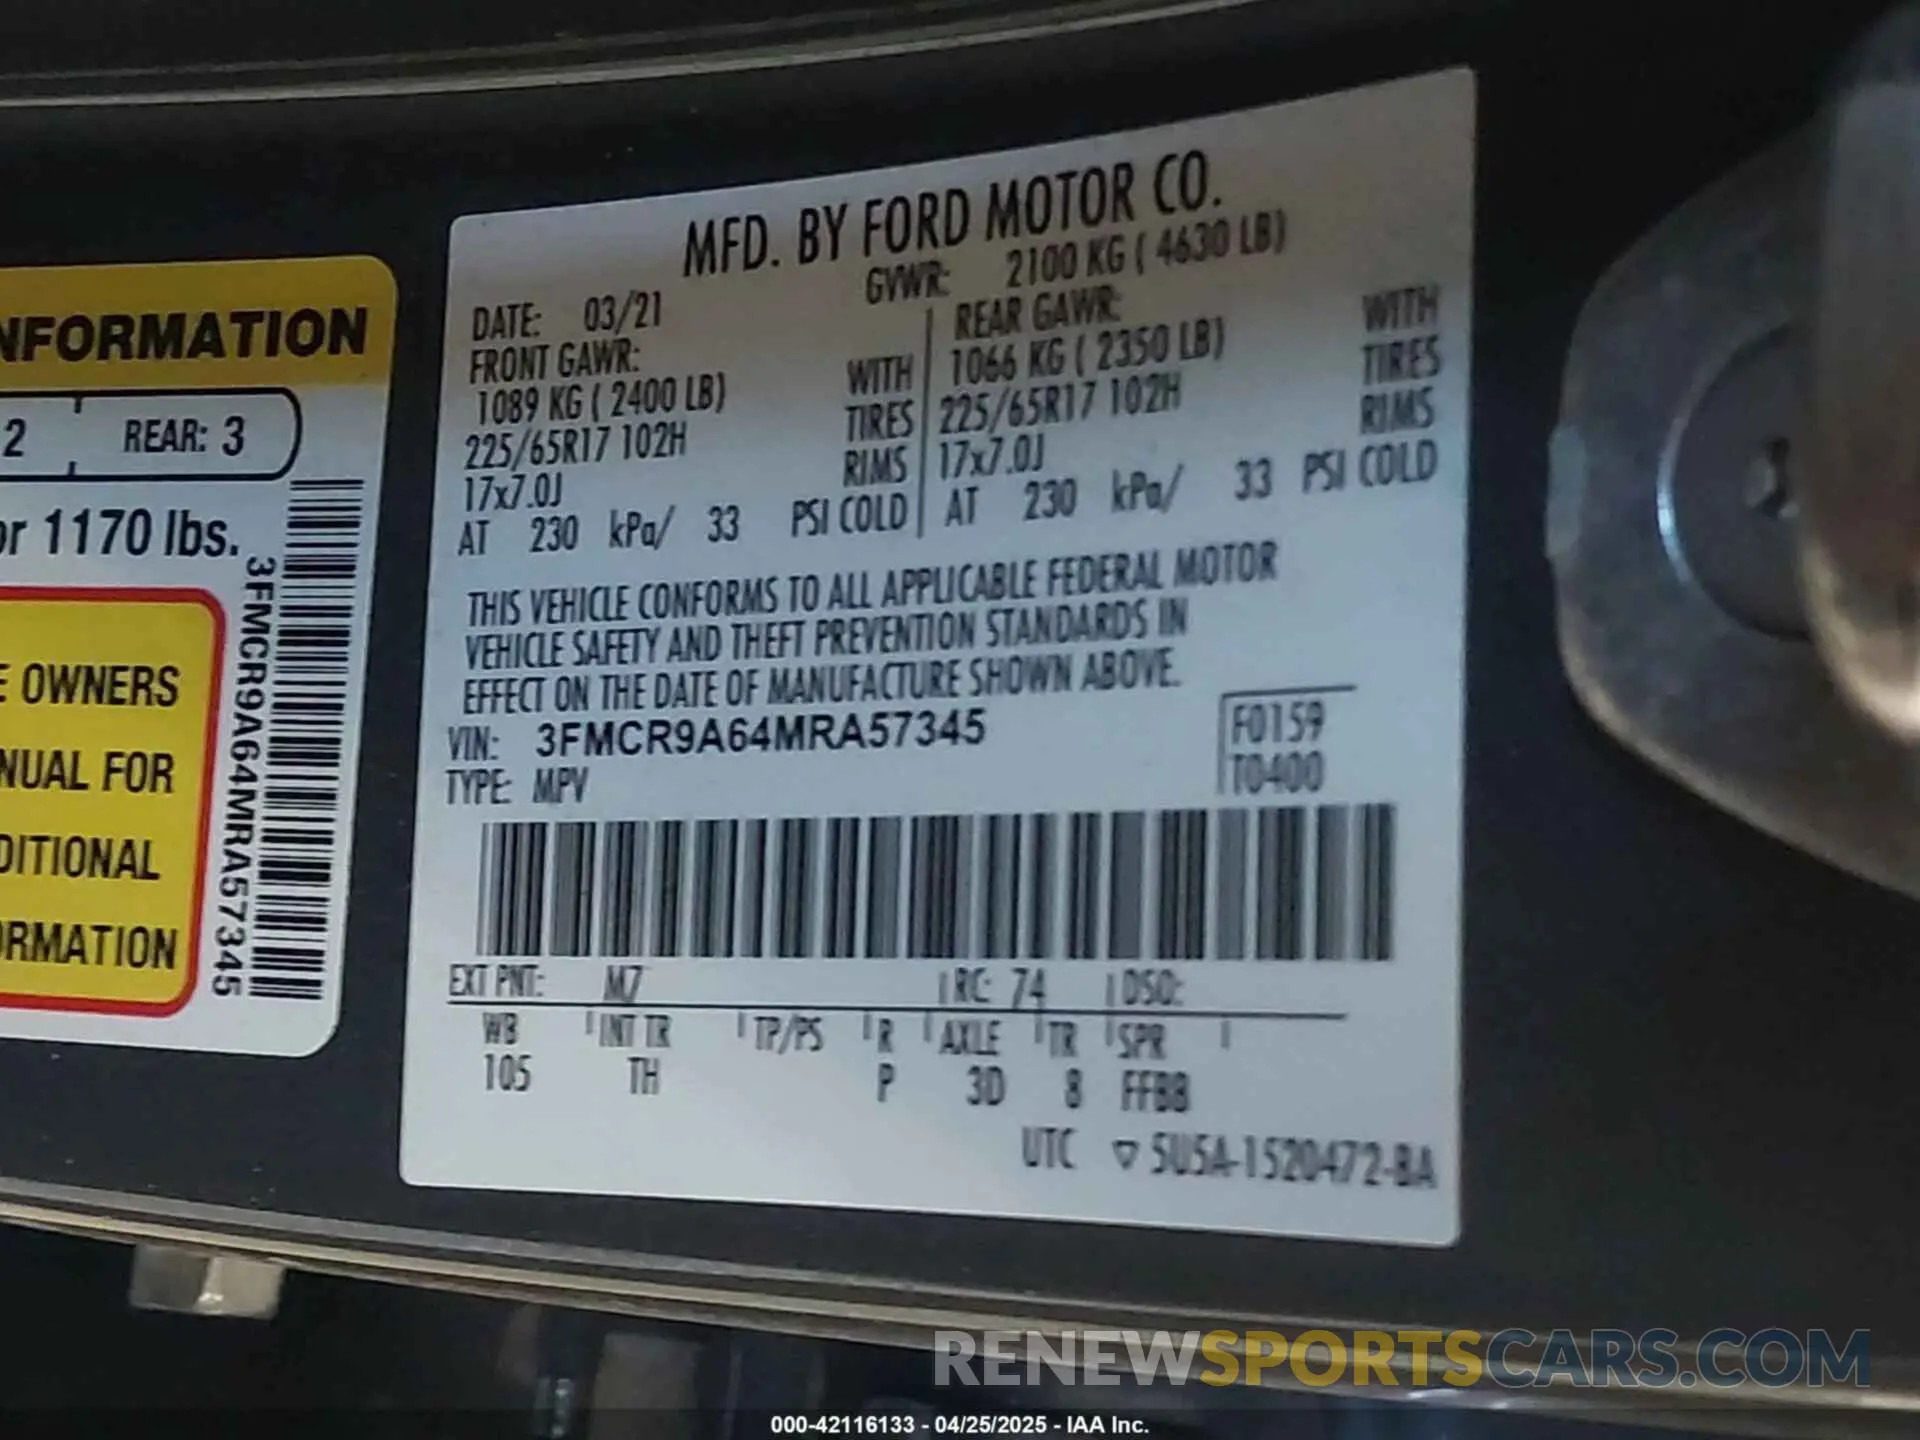 NFORMATION
2 REAR: 3
or 1170 lbs.
3FMCR9A64MRA57345
E OWNERS
NUAL FOR
DITIONAL
ORMATION
MFD. BY FORD MOTOR CO.
DATE: 03/21 GVWR: 2100 KG ( 4630 LB)
FRONT GAWR: REAR GAWR:
1089 KG ( 2400 LB) WITH 1066 KG ( 2350 LB) WITH
225/65R17 102H TIRES 225/65R17 102H TIRES
17x7.0J RIMS 17x7.0J RIMS
AT 230 kPa/ 33 PSI COLD AT 230 kPa/ 33 PSI COLD
THIS VEHICLE CONFORMS TO ALL APPLICABLE FEDERAL MOTOR
VEHICLE SAFETY AND THEFT PREVENTION STANDARDS IN
EFFECT ON THE DATE OF MANUFACTURE SHOWN ABOVE.
VIN: 3FMCR9A64MRA57345 F0159
TYPE: MPV T0400
EXT PNT: M7 RC: 74 DSO:
WB INT TR TP/PS R AXLE TR SPR
105 TH P 3D 8 FFBB
UTC ▽ 5U5A-1520472-BA
RENEWSPORTSCARS.COM
000-42116133 - 04/25/2025 - IAA Inc.